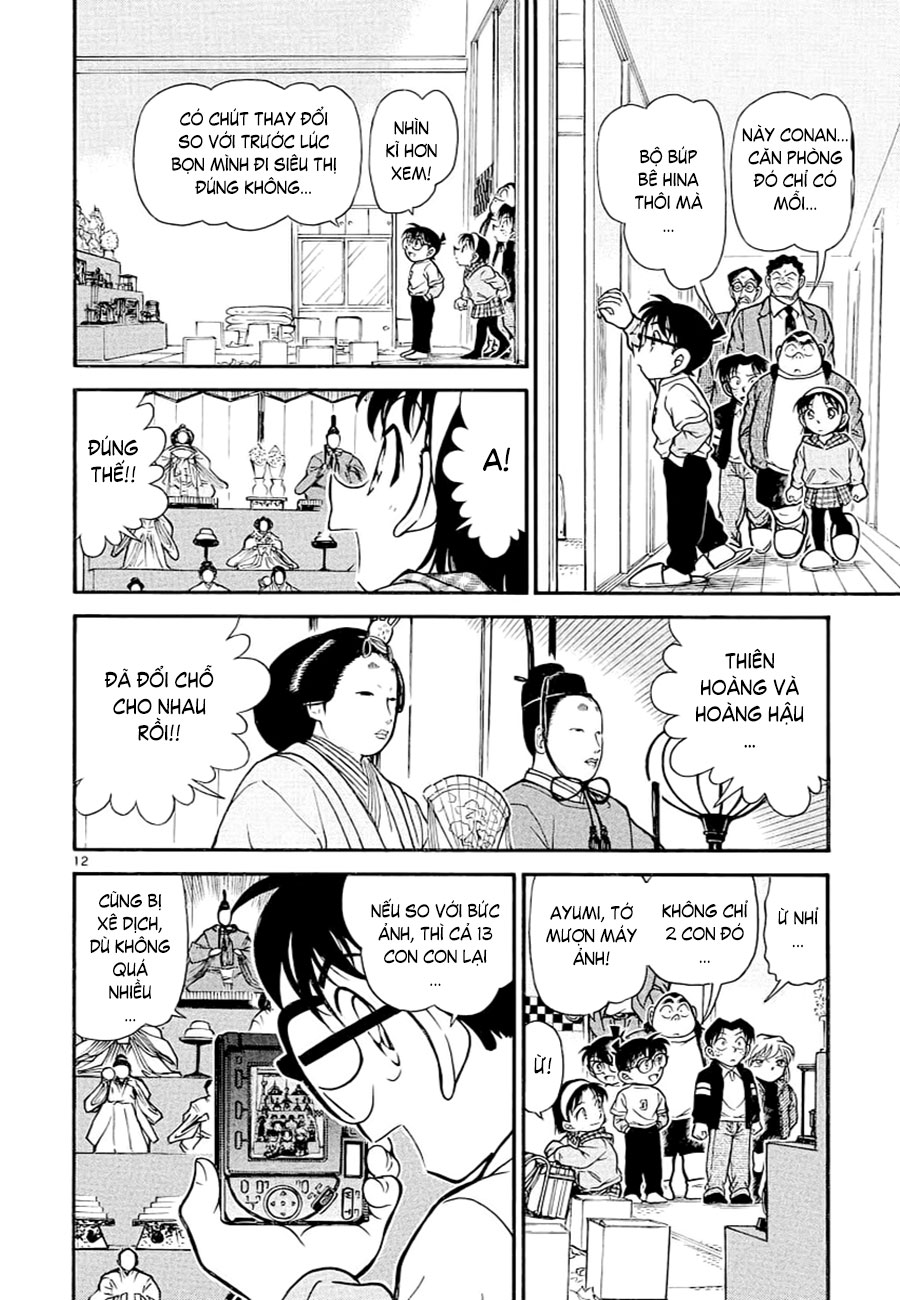 NÀY CONAN...
CĂN PHÒNG
ĐÓ CHỈ CÓ
MỖI...
BỘ BÚP
BÊ HINA
THÔI MÀ
...
NHÌN
KĨ HƠN
XEM!
CÓ CHÚT THAY ĐỔI
SO VỚI TRƯỚC LÚC
BỌN MÌNH ĐI SIÊU THỊ
ĐÚNG KHÔNG...
A!
ĐÚNG
THẾ!!
THIÊN
HOÀNG VÀ
HOÀNG HẬU
...
ĐÃ ĐỔI CHỖ
CHO NHAU
RỒI!!
12
Ừ NHỈ
...
KHÔNG CHỈ
2 CON ĐÓ
...
AYUMI, TỚ
MƯỢN MÁY
ẢNH!
Ừ!
NẾU SO VỚI BỨC
ẢNH, THÌ CẢ 13
CON CON LẠI
...
CŨNG BỊ
XÊ DỊCH,
DÙ KHÔNG
QUÁ
NHIỀU
...